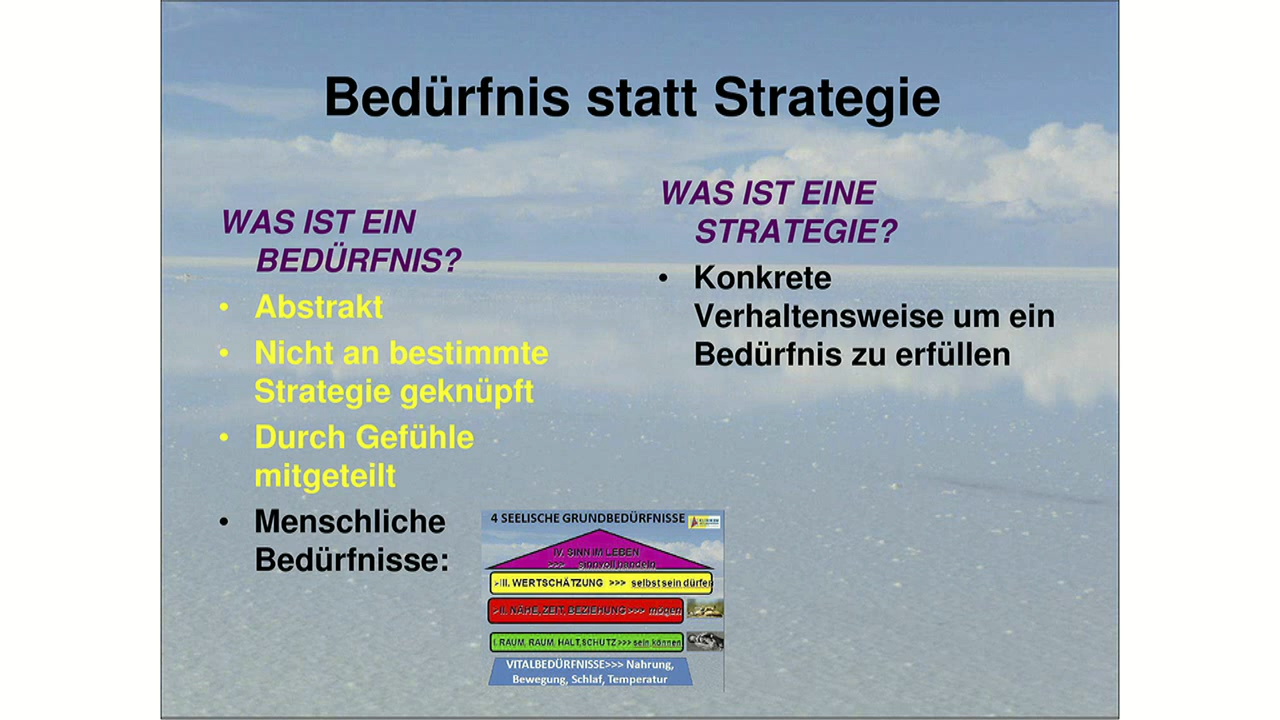 Bedürfnis statt Strategie
WAS IST EIN
BEDÜRFNIS?
• Abstrakt
• Nicht an bestimmte
Strategie geknüpft
• Durch Gefühle
mitgeteilt
• Menschliche
Bedürfnisse:
WAS IST EINE
STRATEGIE?
• Konkrete
Verhaltensweise um ein
Bedürfnis zu erfüllen
4 SEELISCHE GRUNDBEDÜRFNISSE
IV. SINN IM LEBEN
>>> sinnvoll handeln
>III. WERTSCHÄTZUNG >>> selbst sein dürfen
>II. NÄHE, ZEIT, BEZIEHUNG >>> mögen
I. RAUM, RAUM, HALT,SCHUTZ >>> sein können
VITALBEDÜRFNISSE>>> Nahrung,
Bewegung, Schlaf, Temperatur